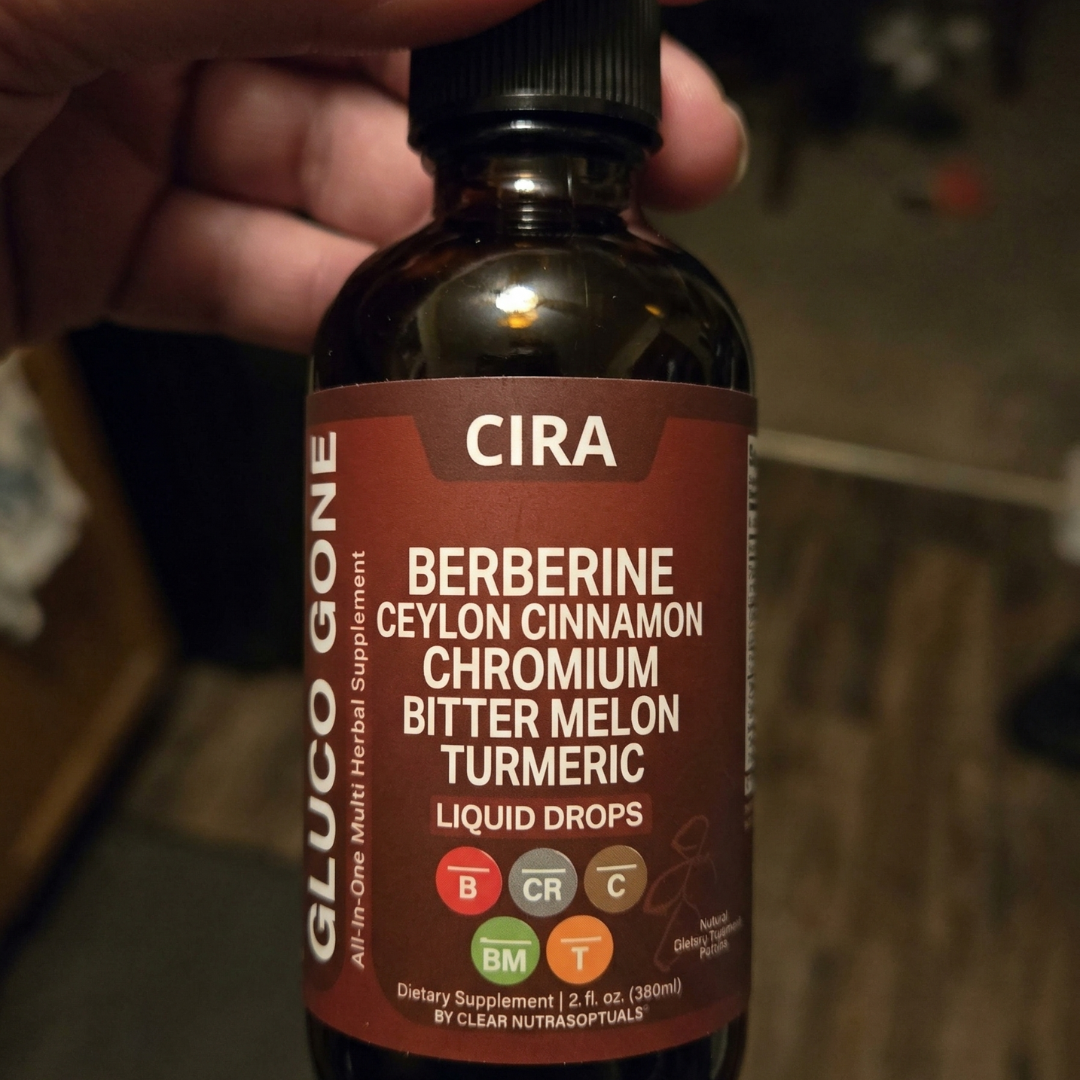 CIRA
GLUCO GONE
All-In-One Multi Herbal Supplement
BERBERINE
CEYLON CINNAMON
CHROMIUM
BITTER MELON
TURMERIC
LIQUID DROPS
B
CR
C
BM
T
Dietary Supplement | 2. fl. oz. (380ml)
BY CLEAR NUTRASOPTUALS